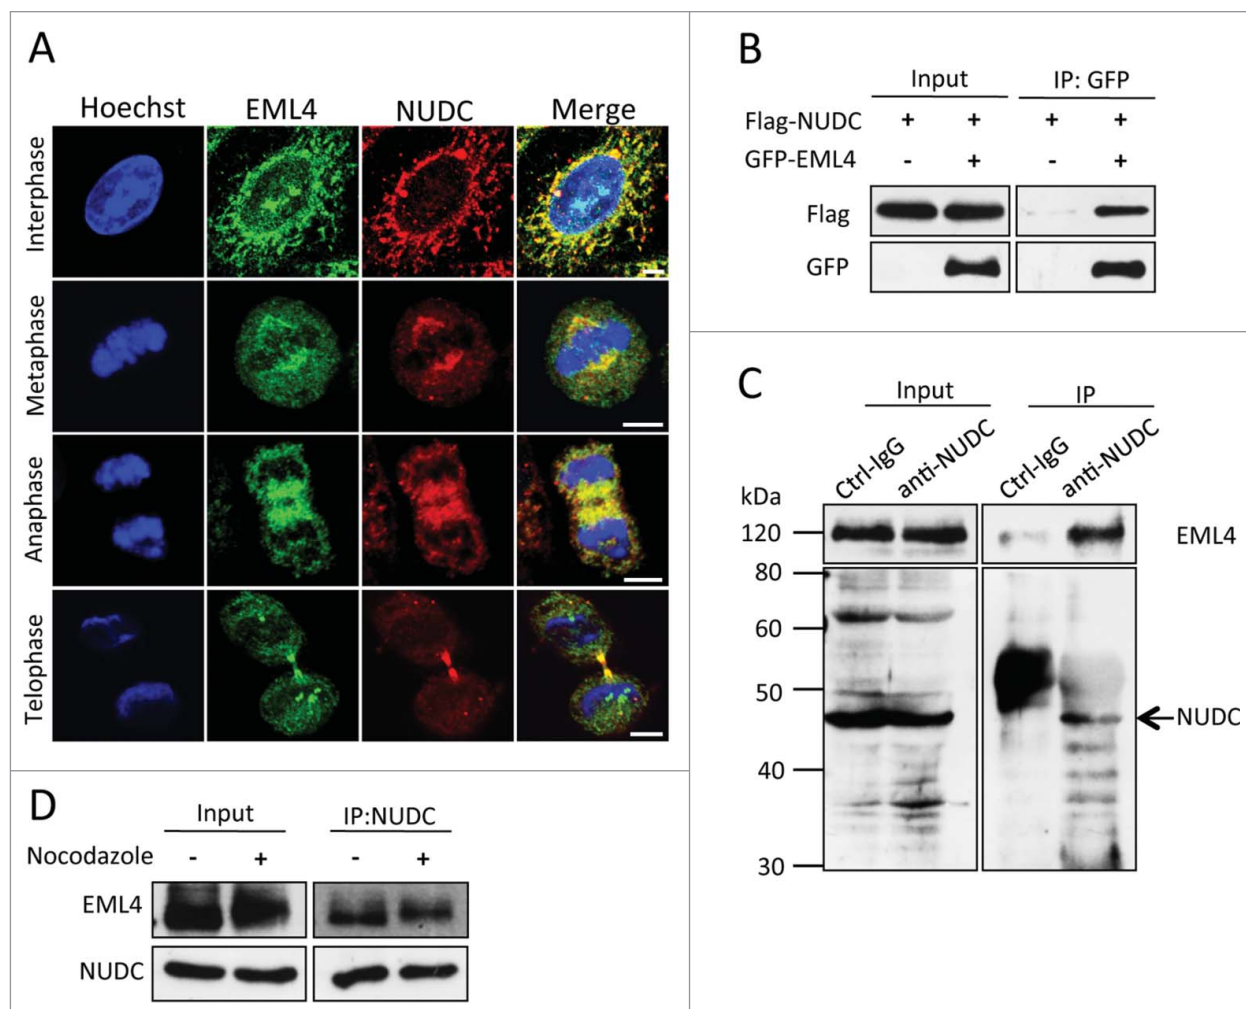 A
Hoechst EML4 NUDC Merge
Interphase
Metaphase
Anaphase
Telophase
B
Input IP: GFP
Flag-NUDC + + + +
GFP-EML4 - + - +
Flag
GFP
C
Input IP
Ctrl-IgG anti-NUDC Ctrl-IgG anti-NUDC
kDa
120 EML4
80
60
50
NUDC
40
30
D
Input IP:NUDC
Nocodazole - + - +
EML4
NUDC